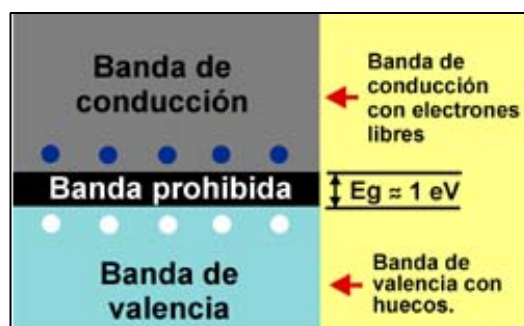 Banda de
conducción
Banda prohibida
Banda de
valencia
Banda de
conducción
con electrones
libres
Eg ≈ 1 eV
Banda de
valencia con
huecos.